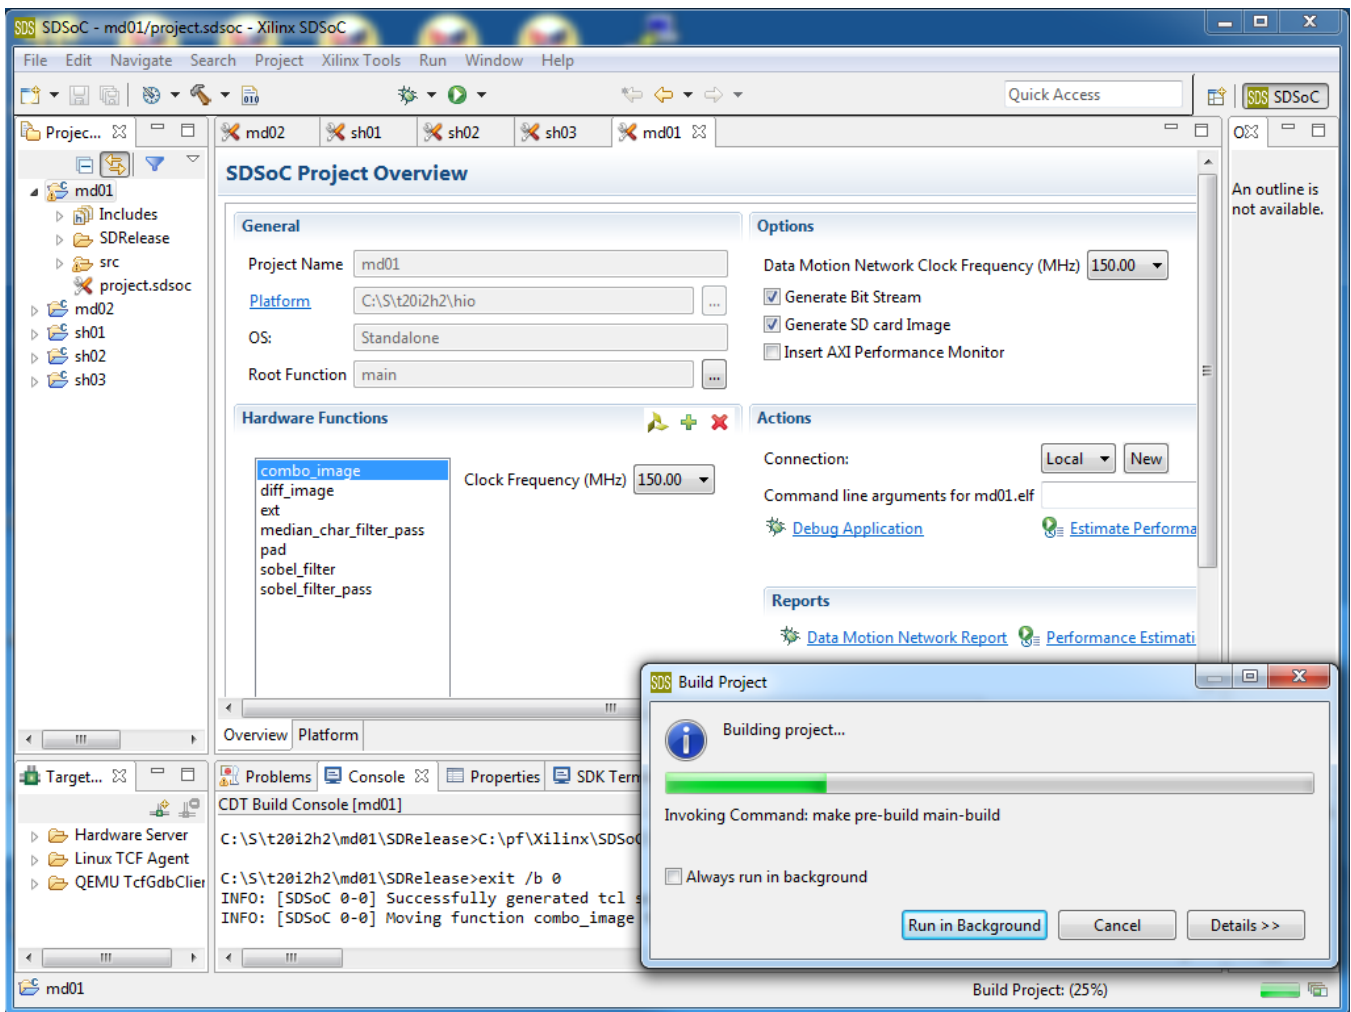 SDS SDSoC - md01/project.sdsoc - Xilinx SDSoC
File Edit Navigate Search Project Xilinx Tools Run Window Help
010
Quick Access
SDS SDSoC
Projec...
md02
sh01
sh02
sh03
md01
md01
Includes
SDRelease
src
project.sdsoc
md02
sh01
sh02
sh03
SDSoC Project Overview
General
Project Name md01
Platform C:\S\t20i2h2\hio ...
OS: Standalone
Root Function main ...
Hardware Functions
combo_image
diff_image
ext
median_char_filter_pass
pad
sobel_filter
sobel_filter_pass
Clock Frequency (MHz) 150.00
Options
Data Motion Network Clock Frequency (MHz) 150.00
Generate Bit Stream
Generate SD card Image
Insert AXI Performance Monitor
Actions
Connection: Local New
Command line arguments for md01.elf
Debug Application Estimate Performa
Reports
Data Motion Network Report Performance Estimati
An outline is
not available.
Overview Platform
Target...
Hardware Server
Linux TCF Agent
QEMU TcfGdbClier
Problems Console Properties SDK Term
CDT Build Console [md01]
C:\S\t20i2h2\md01\SDRelease>C:\pf\Xilinx\SDSoC
C:\S\t20i2h2\md01\SDRelease>exit /b 0
INFO: [SDSoC 0-0] Successfully generated tcl s
INFO: [SDSoC 0-0] Moving function combo_image
SDS Build Project
Building project...
Invoking Command: make pre-build main-build
Always run in background
Run in Background Cancel Details >>
md01
Build Project: (25%)